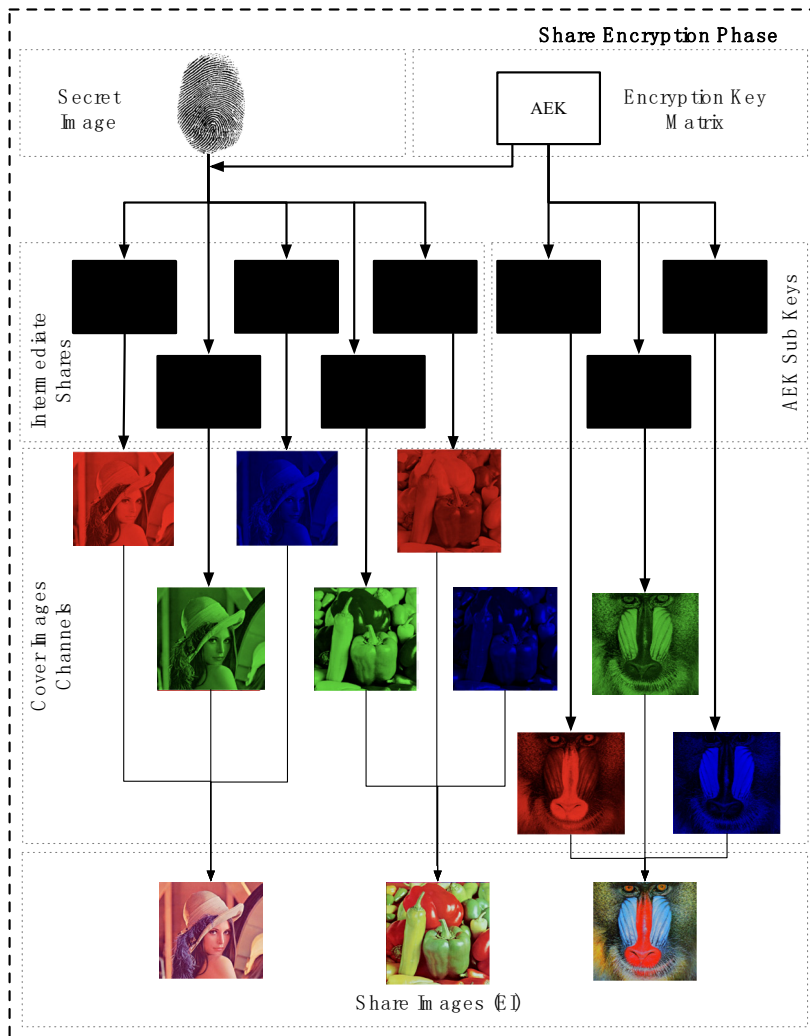 Share Encryption Phase
Secret
Image
AEK
Encryption Key
Matrix
Intermediate
Shares
AEK Sub Keys
Cover Images
Channels
Share Images (EI)